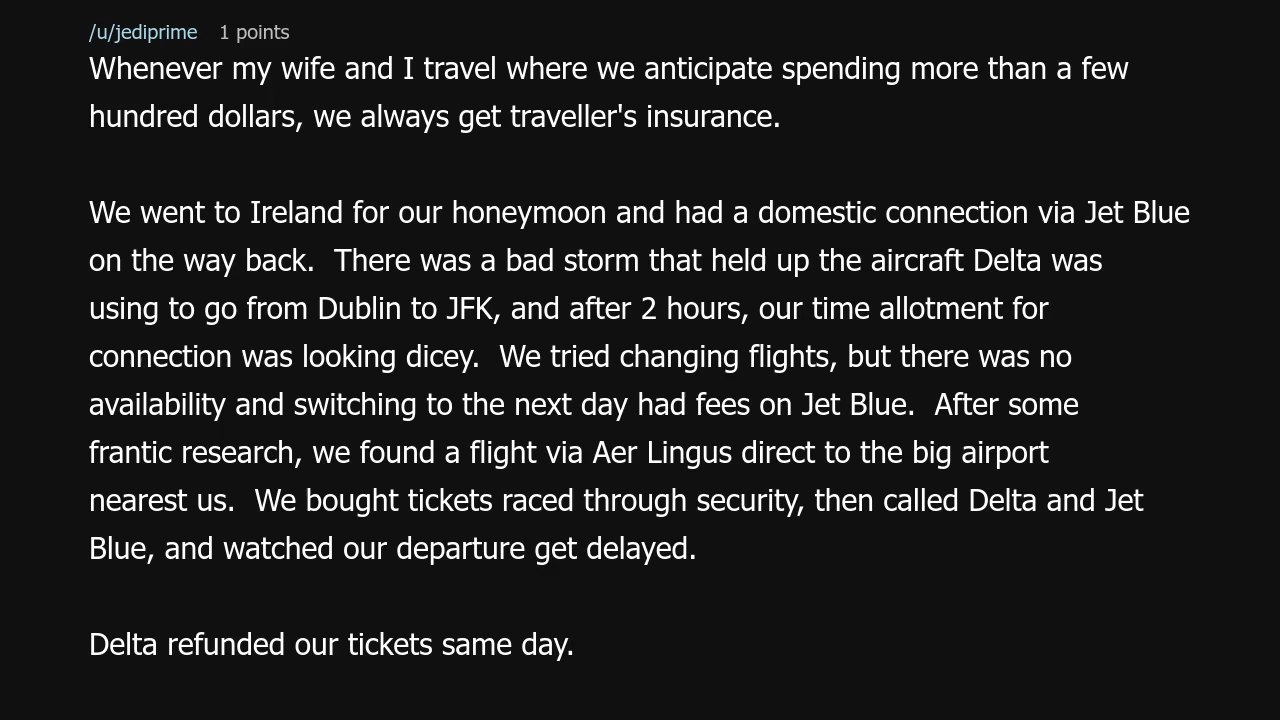 /u/jediprime 1 points
Whenever my wife and I travel where we anticipate spending more than a few
hundred dollars, we always get traveller's insurance.
We went to Ireland for our honeymoon and had a domestic connection via Jet Blue
on the way back.  There was a bad storm that held up the aircraft Delta was
using to go from Dublin to JFK, and after 2 hours, our time allotment for
connection was looking dicey.  We tried changing flights, but there was no
availability and switching to the next day had fees on Jet Blue.  After some
frantic research, we found a flight via Aer Lingus direct to the big airport
nearest us.  We bought tickets raced through security, then called Delta and Jet
Blue, and watched our departure get delayed.
Delta refunded our tickets same day.